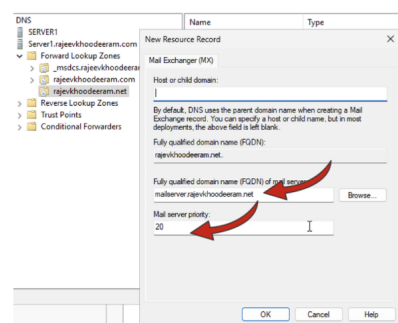 DNS
SERVER1
Server1.rajeevkhoodeeram.com
Forward Lookup Zones
_msdcs.rajeevkhoodeerar
rajeevkhoodeeram.com
rajevkhoodeeram.net
Reverse Lookup Zones
Trust Points
Conditional Forwarders
Name Type
New Resource Record
Mail Exchanger (MX)
Host or child domain:
By default, DNS uses the parent domain name when creating a Mail
Exchange record. You can specify a host or child name, but in most
deployments, the above field is left blank.
Fully qualified domain name (FQDN):
rajevkhoodeeram.net.
Fully qualified domain name (FQDN) of mail server
mailserver.rajevkhoodeeram.net
Browse...
Mail server priority:
20
OK Cancel Help